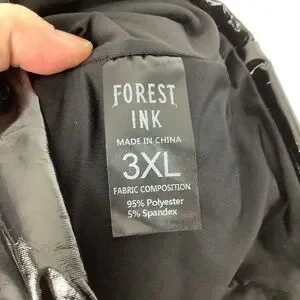 FOREST
INK
MADE IN CHINA
3XL
FABRIC COMPOSITION
95% Polyester
5% Spandex